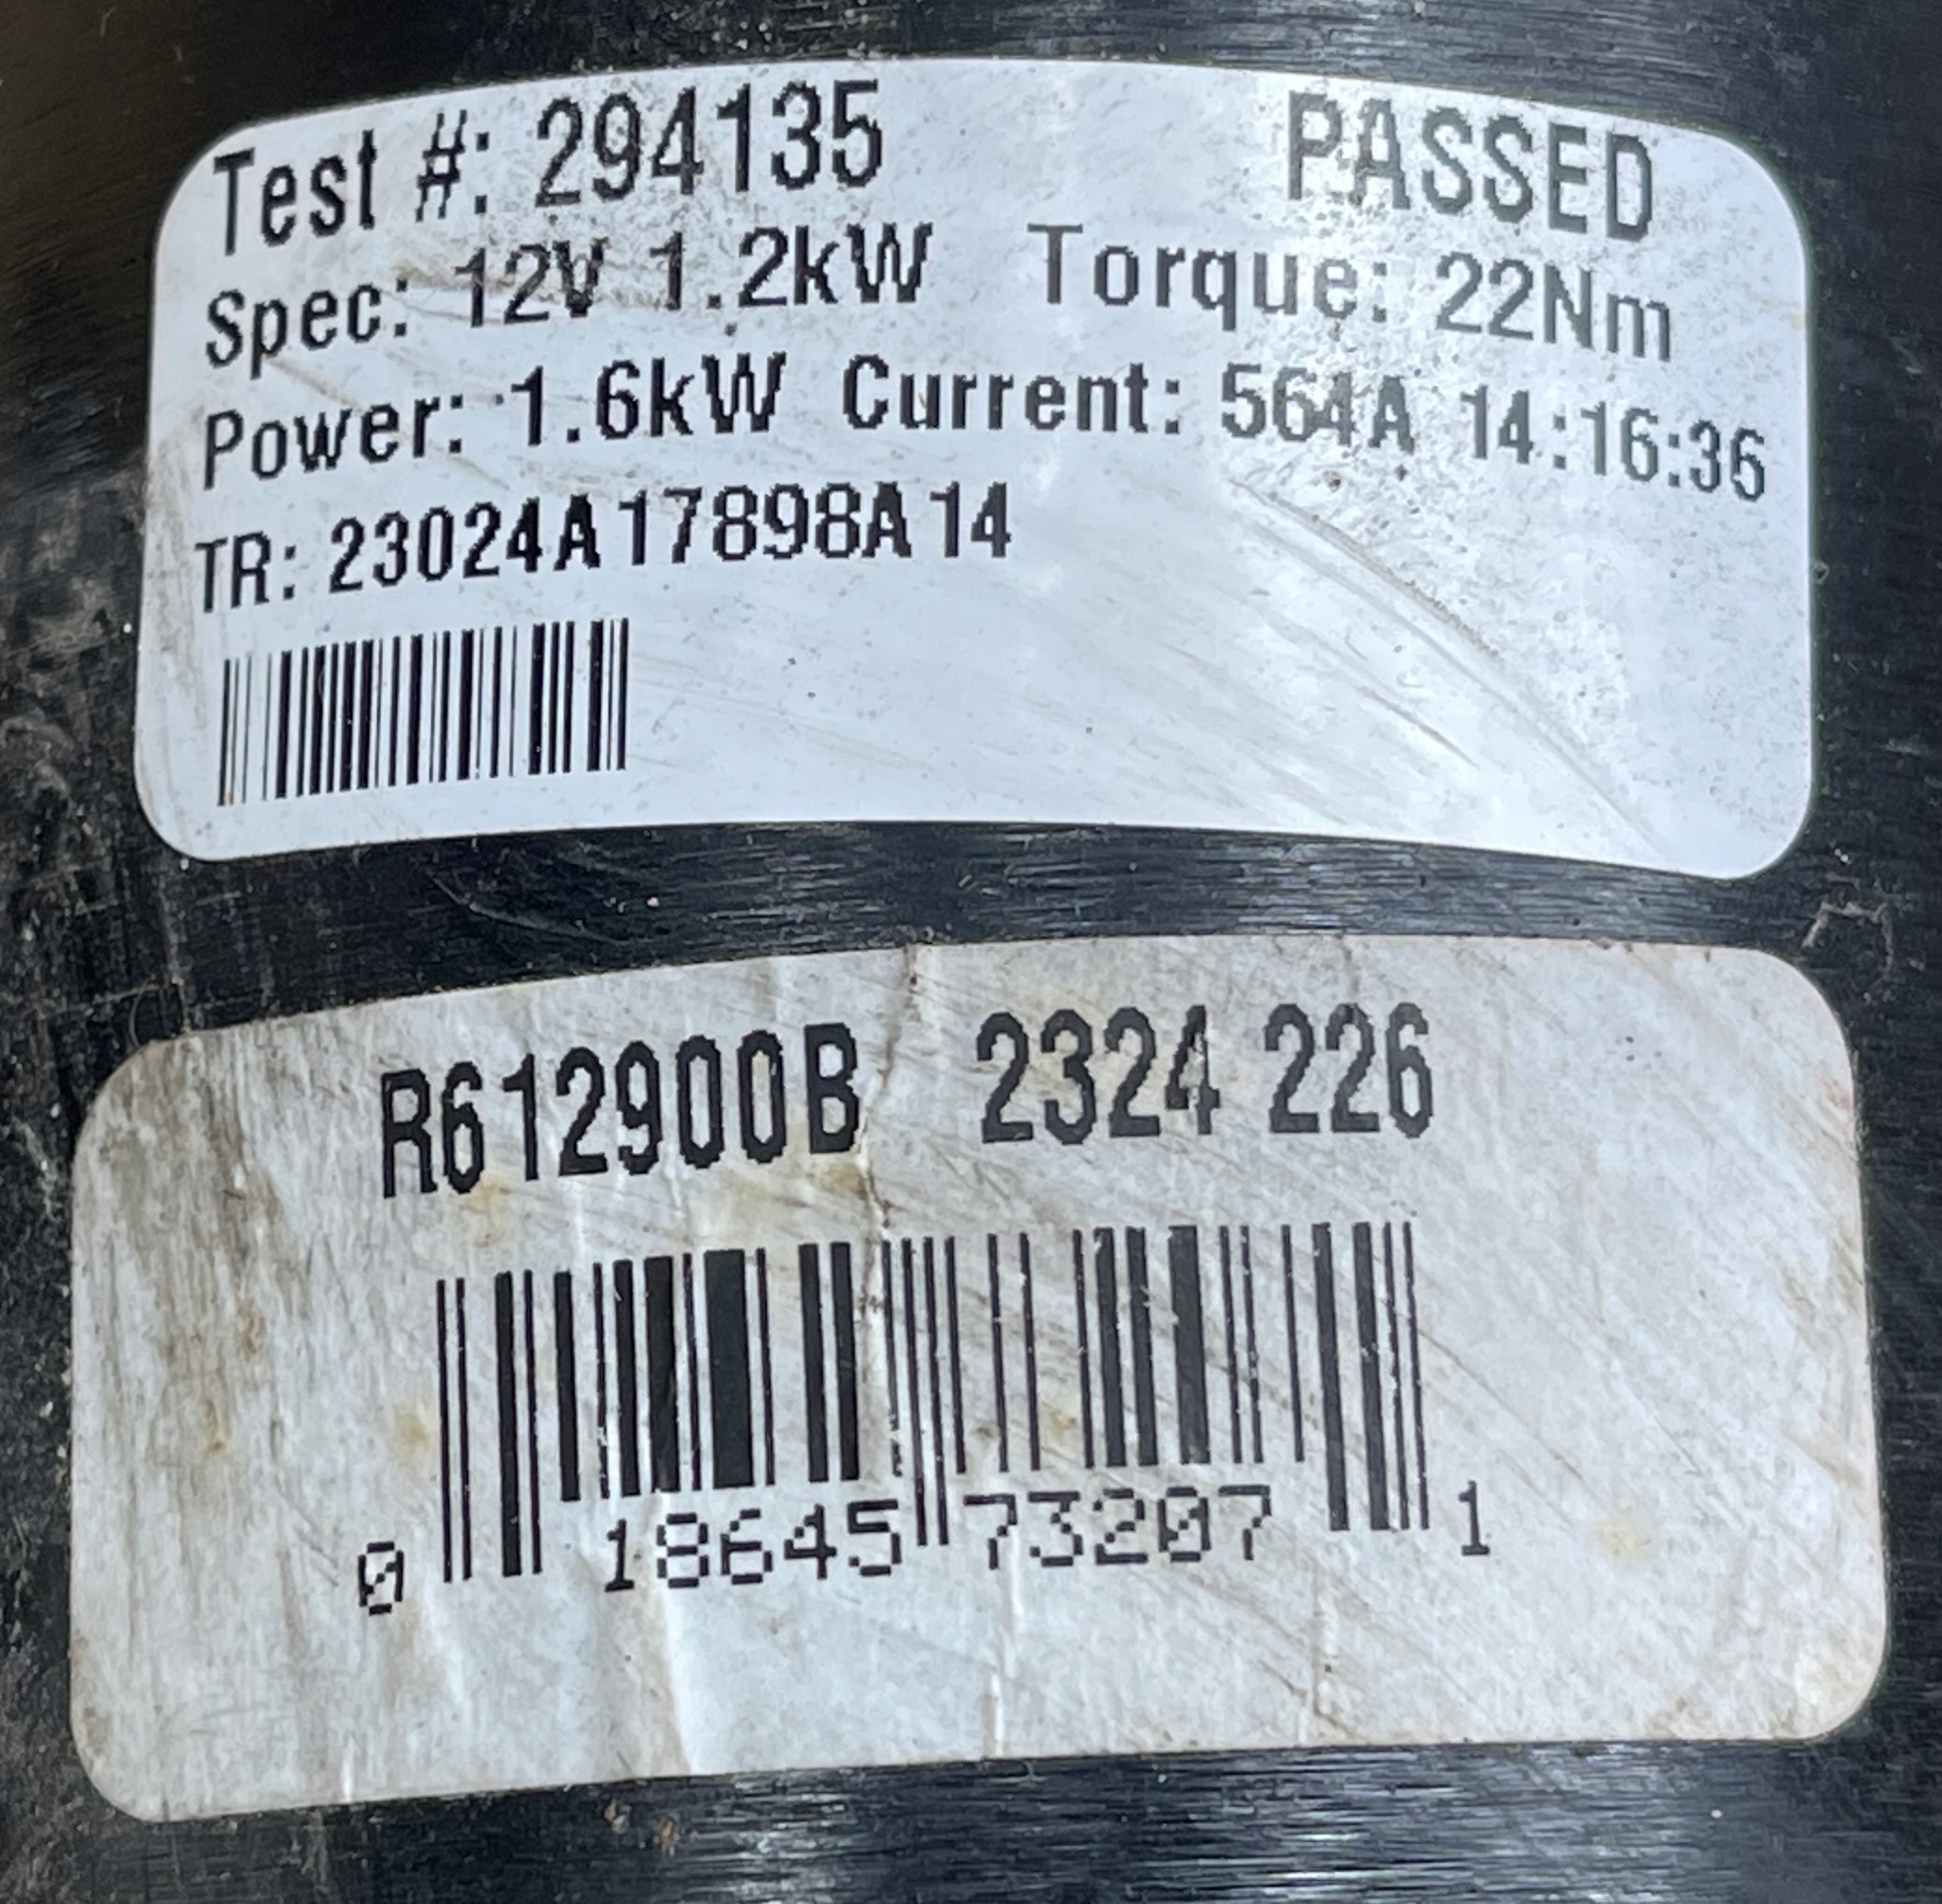 Test #: 294135 PASSED
Spec: 12V 1.2kW Torque: 22Nm
Power: 1.6kW Current: 564A 14:16:36
TR: 23024A17898A14
R612900B 2324 226
0 18645 73207 1